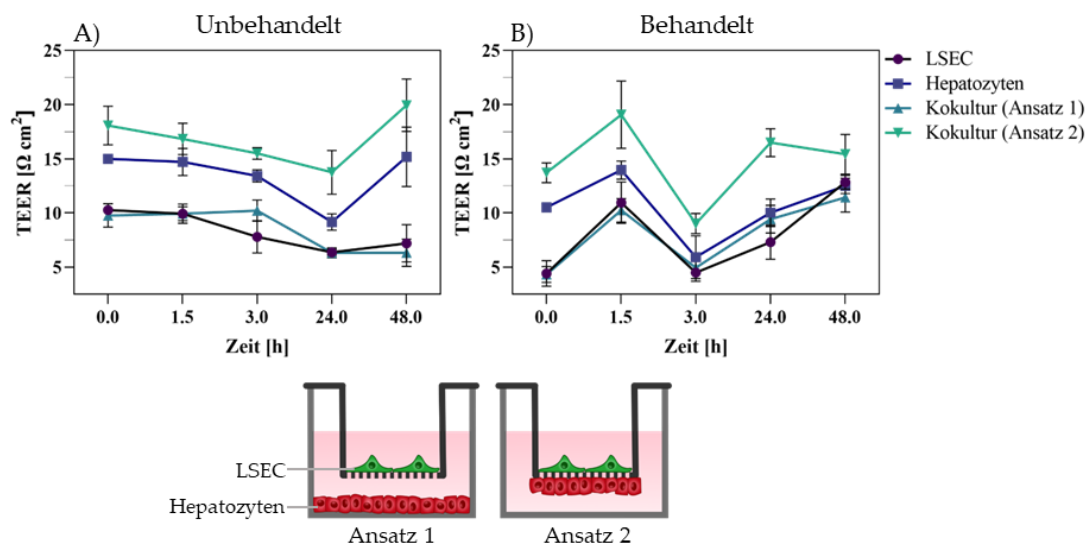 A)
Unbehandelt
TEER [Ω cm²]
25
20
15
10
5
0.0 1.5 3.0 24.0 48.0
Zeit [h]
B)
Behandelt
TEER [Ω cm²]
25
20
15
10
5
0.0 1.5 3.0 24.0 48.0
Zeit [h]
LSEC
Hepatozyten
Kokultur (Ansatz 1)
Kokultur (Ansatz 2)
LSEC
Hepatozyten
Ansatz 1
Ansatz 2